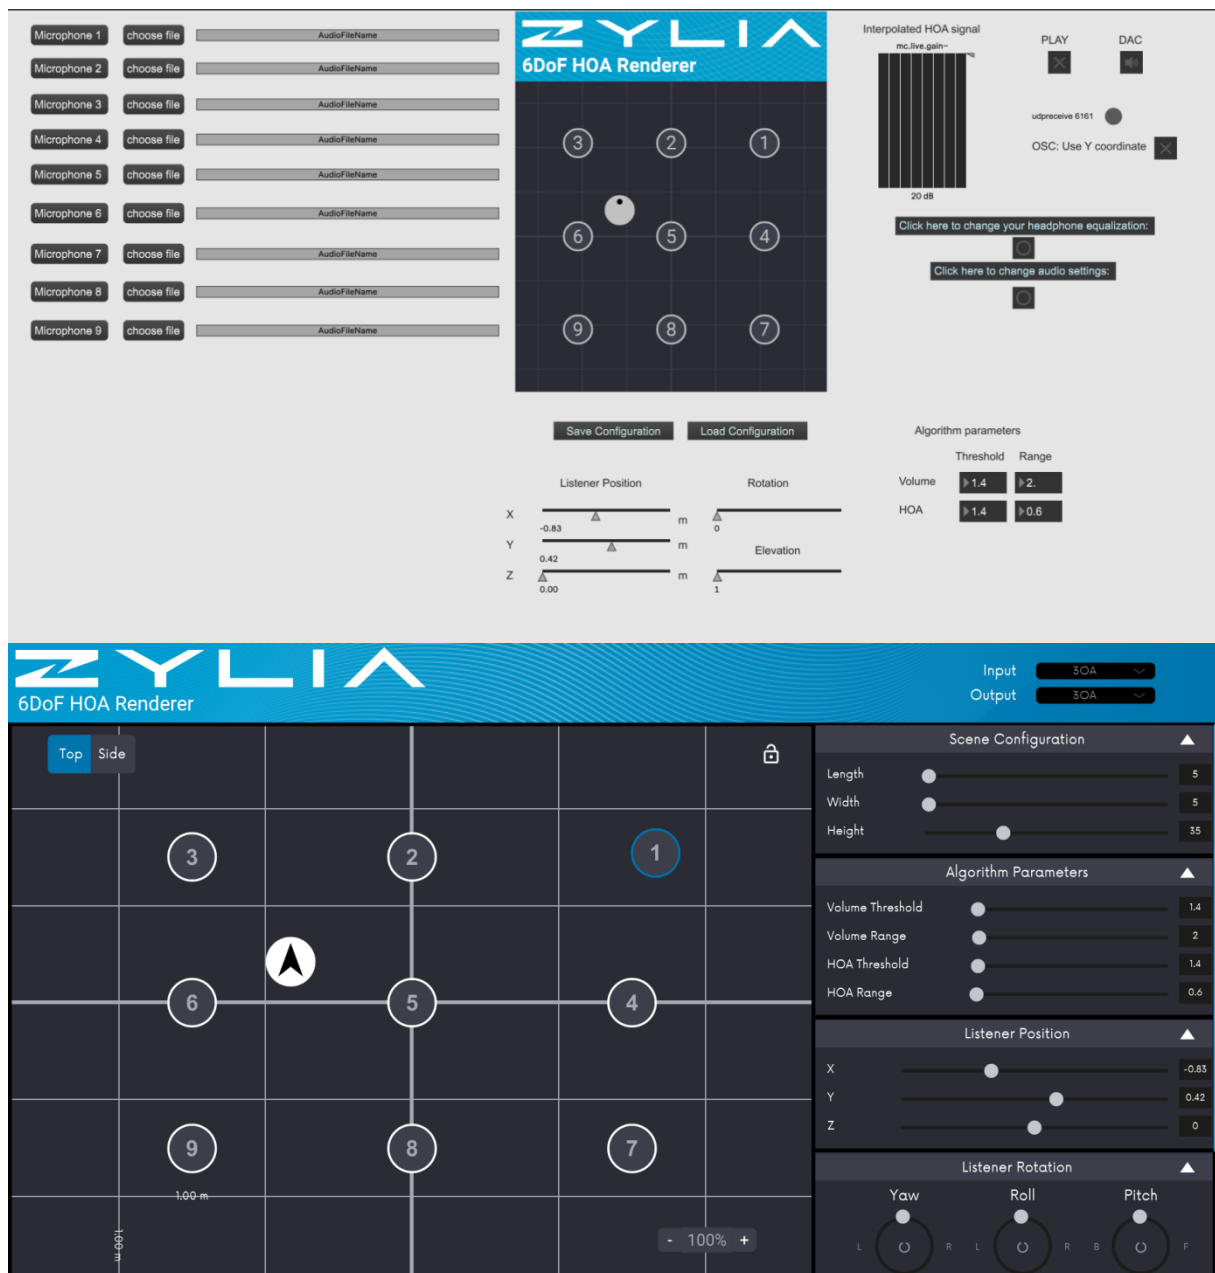 Microphone 1 choose file AudioFileName
Microphone 2 choose file AudioFileName
Microphone 3 choose file AudioFileName
Microphone 4 choose file AudioFileName
Microphone 5 choose file AudioFileName
Microphone 6 choose file AudioFileName
Microphone 7 choose file AudioFileName
Microphone 8 choose file AudioFileName
Microphone 9 choose file AudioFileName
ZYLIA
6DoF HOA Renderer
3 2 1
6 5 4
9 8 7
Interpolated HOA signal
mc.live.gain~
20 dB
PLAY DAC
udpreceive 6161
OSC: Use Y coordinate
Click here to change your headphone equalization:
Click here to change audio settings:
Save Configuration Load Configuration
Listener Position Rotation
X -0.83 m 0
Y 0.42 m Elevation
Z 0.00 m 1
Algorithm parameters
Threshold Range
Volume 1.4 2.
HOA 1.4 0.6
ZYLIA
6DoF HOA Renderer
Input 3OA
Output 3OA
Top Side
3 2 1
6 5 4
9 8 7
1.00 m
1.00 m
- 100% +
Scene Configuration
Length 5
Width 5
Height 35
Algorithm Parameters
Volume Threshold 1.4
Volume Range 2
HOA Threshold 1.4
HOA Range 0.6
Listener Position
X -0.83
Y 0.42
Z 0
Listener Rotation
Yaw Roll Pitch
L R L R B F